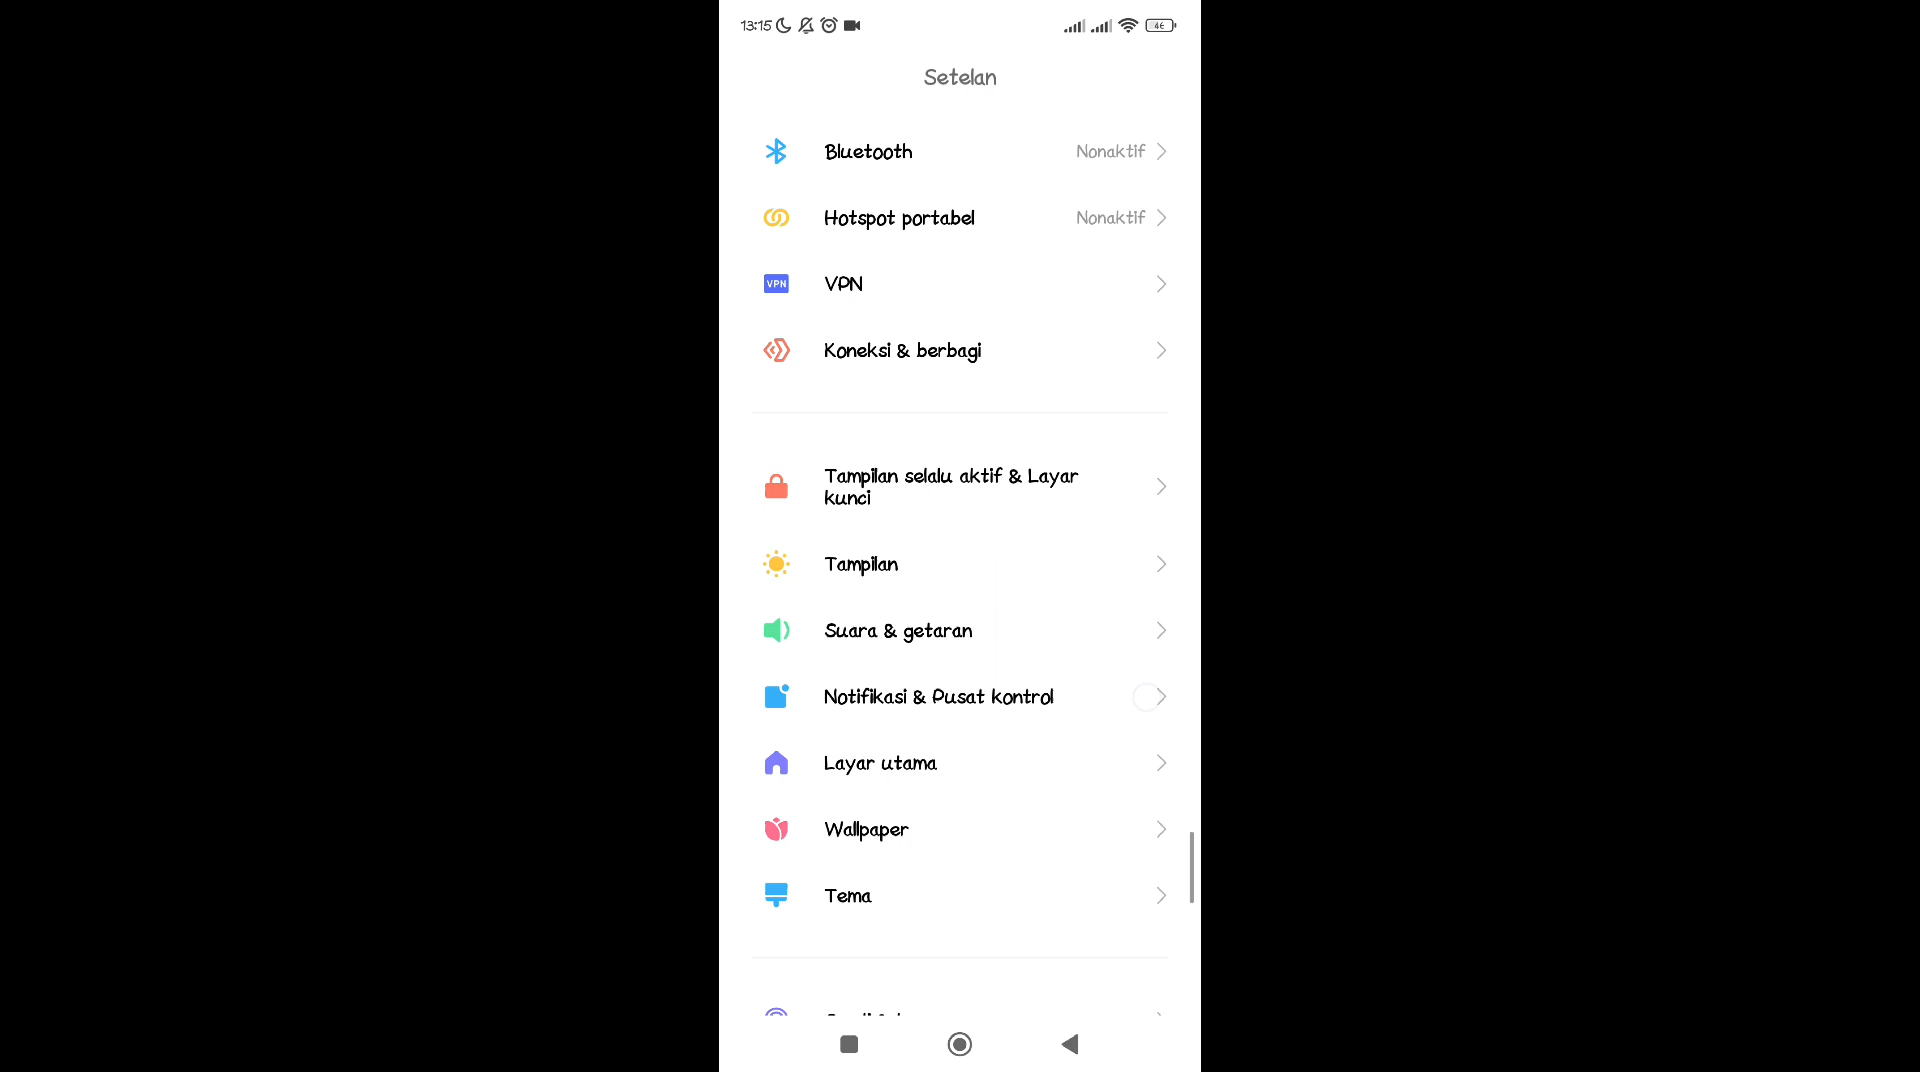 13:15
46
Setelan
Bluetooth
Nonaktif
Hotspot portabel
Nonaktif
VPN
VPN
Koneksi & berbagi
Tampilan selalu aktif & Layar
kunci
Tampilan
Suara & getaran
Notifikasi & Pusat kontrol
Layar utama
Wallpaper
Tema